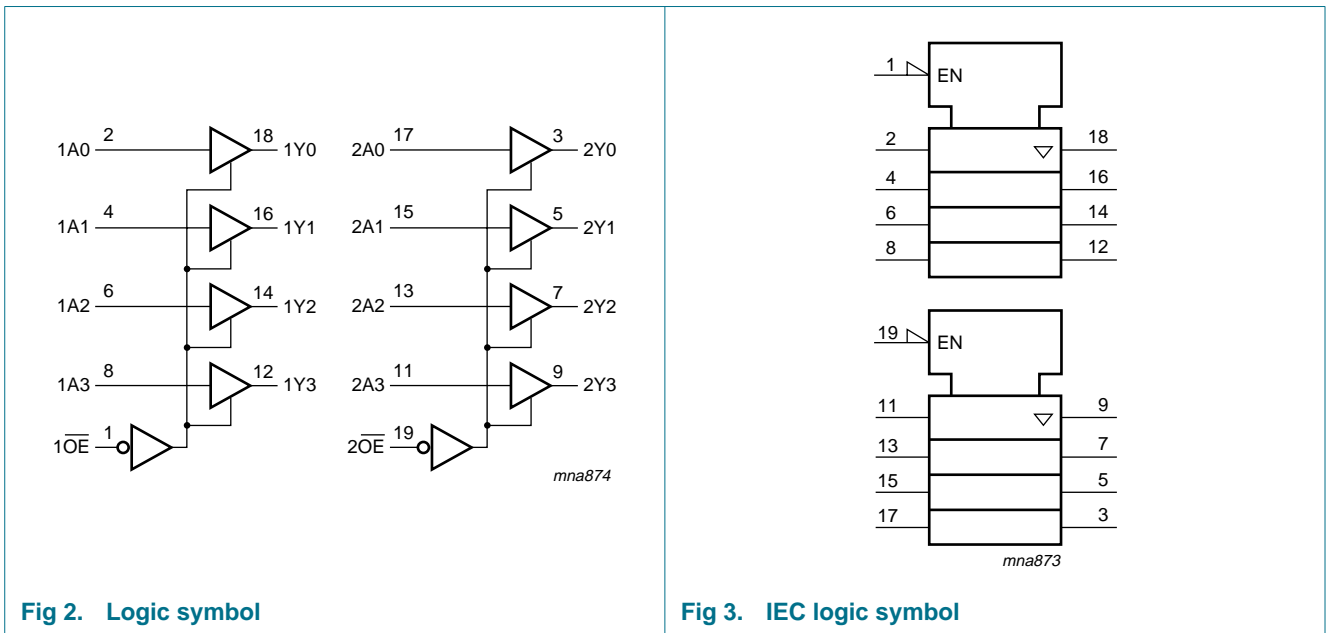 1A0 2 18 1Y0
1A1 4 16 1Y1
1A2 6 14 1Y2
1A3 8 12 1Y3
1O̅E̅ 1
2A0 17 3 2Y0
2A1 15 5 2Y1
2A2 13 7 2Y2
2A3 11 9 2Y3
2O̅E̅ 19
mna874
Fig 2. Logic symbol
1 EN
2 18
4 16
6 14
8 12
19 EN
11 9
13 7
15 5
17 3
mna873
Fig 3. IEC logic symbol